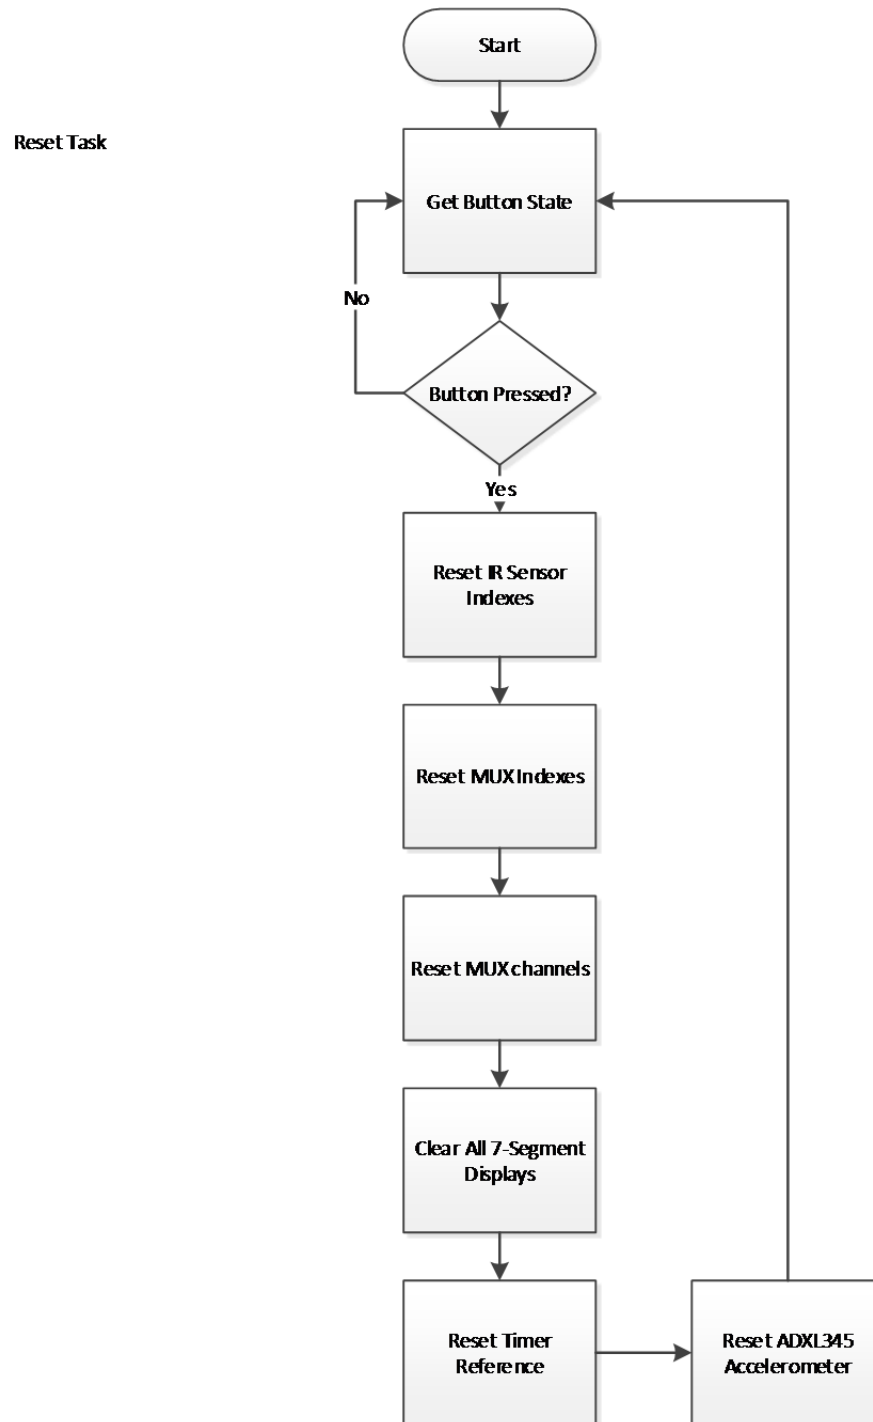 Start
Reset Task
Get Button State
No
Button Pressed?
Yes
Reset IR Sensor
Indexes
Reset MUX Indexes
Reset MUX channels
Clear All 7-Segment
Displays
Reset Timer
Reference
Reset ADXL345
Accelerometer